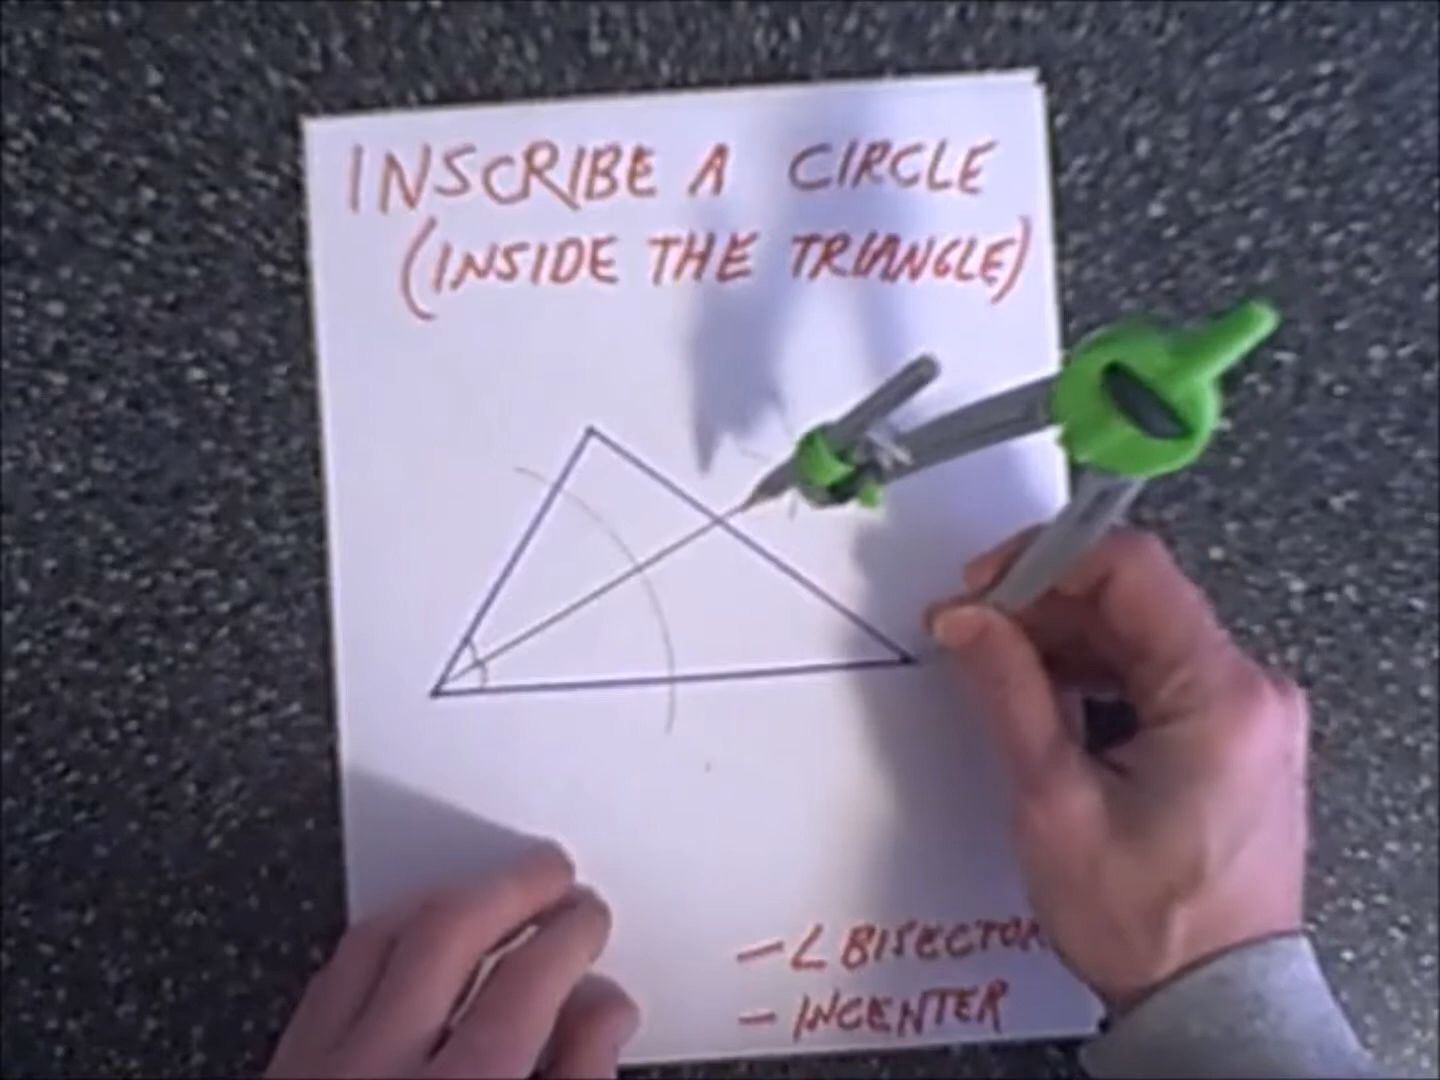 INSCRIBE A CIRCLE
(INSIDE THE TRIANGLE)
— ∠ BISECTOR
— INCENTER